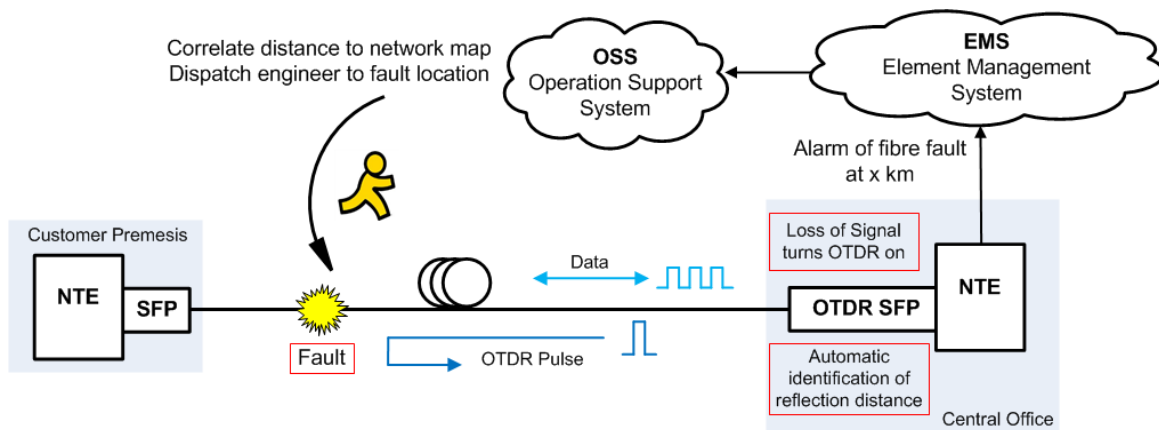 Correlate distance to network map
Dispatch engineer to fault location
OSS
Operation Support
System
EMS
Element Management
System
Alarm of fibre fault
at x km
Customer Premesis
NTE
SFP
Fault
Data
OTDR Pulse
Loss of Signal
turns OTDR on
OTDR SFP
NTE
Automatic
identification of
reflection distance
Central Office